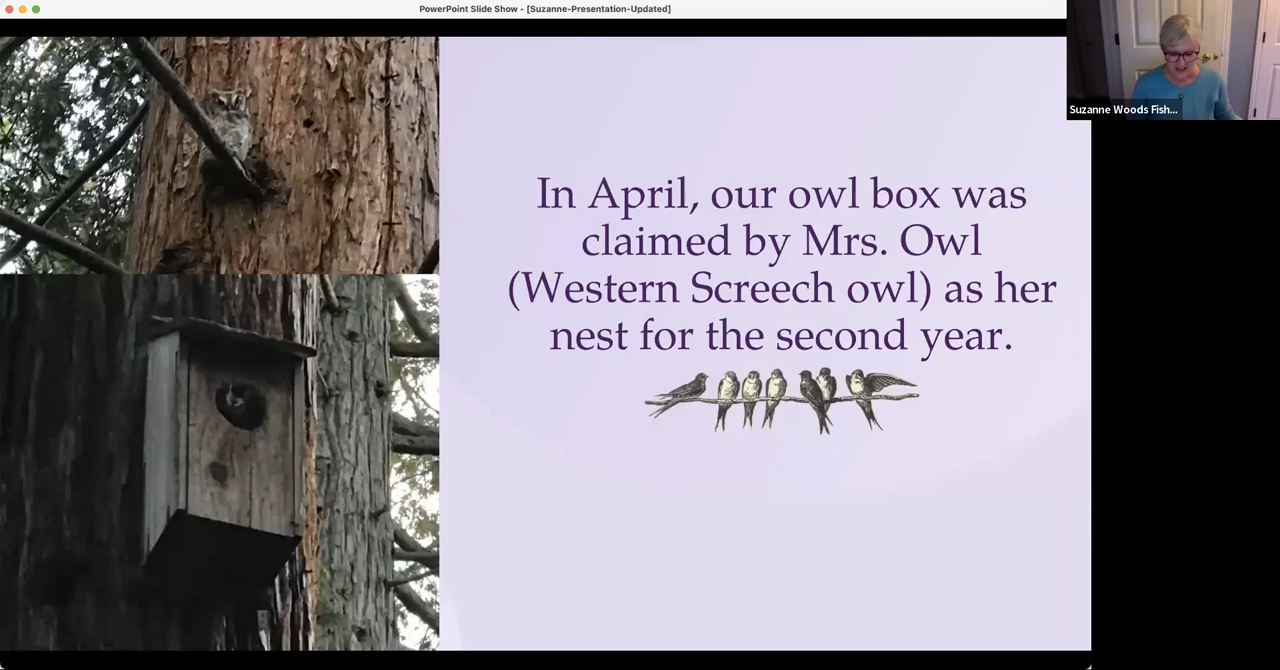 PowerPoint Slide Show - [Suzanne-Presentation-Updated]
Suzanne Woods Fish...
In April, our owl box was
claimed by Mrs. Owl
(Western Screech owl) as her
nest for the second year.